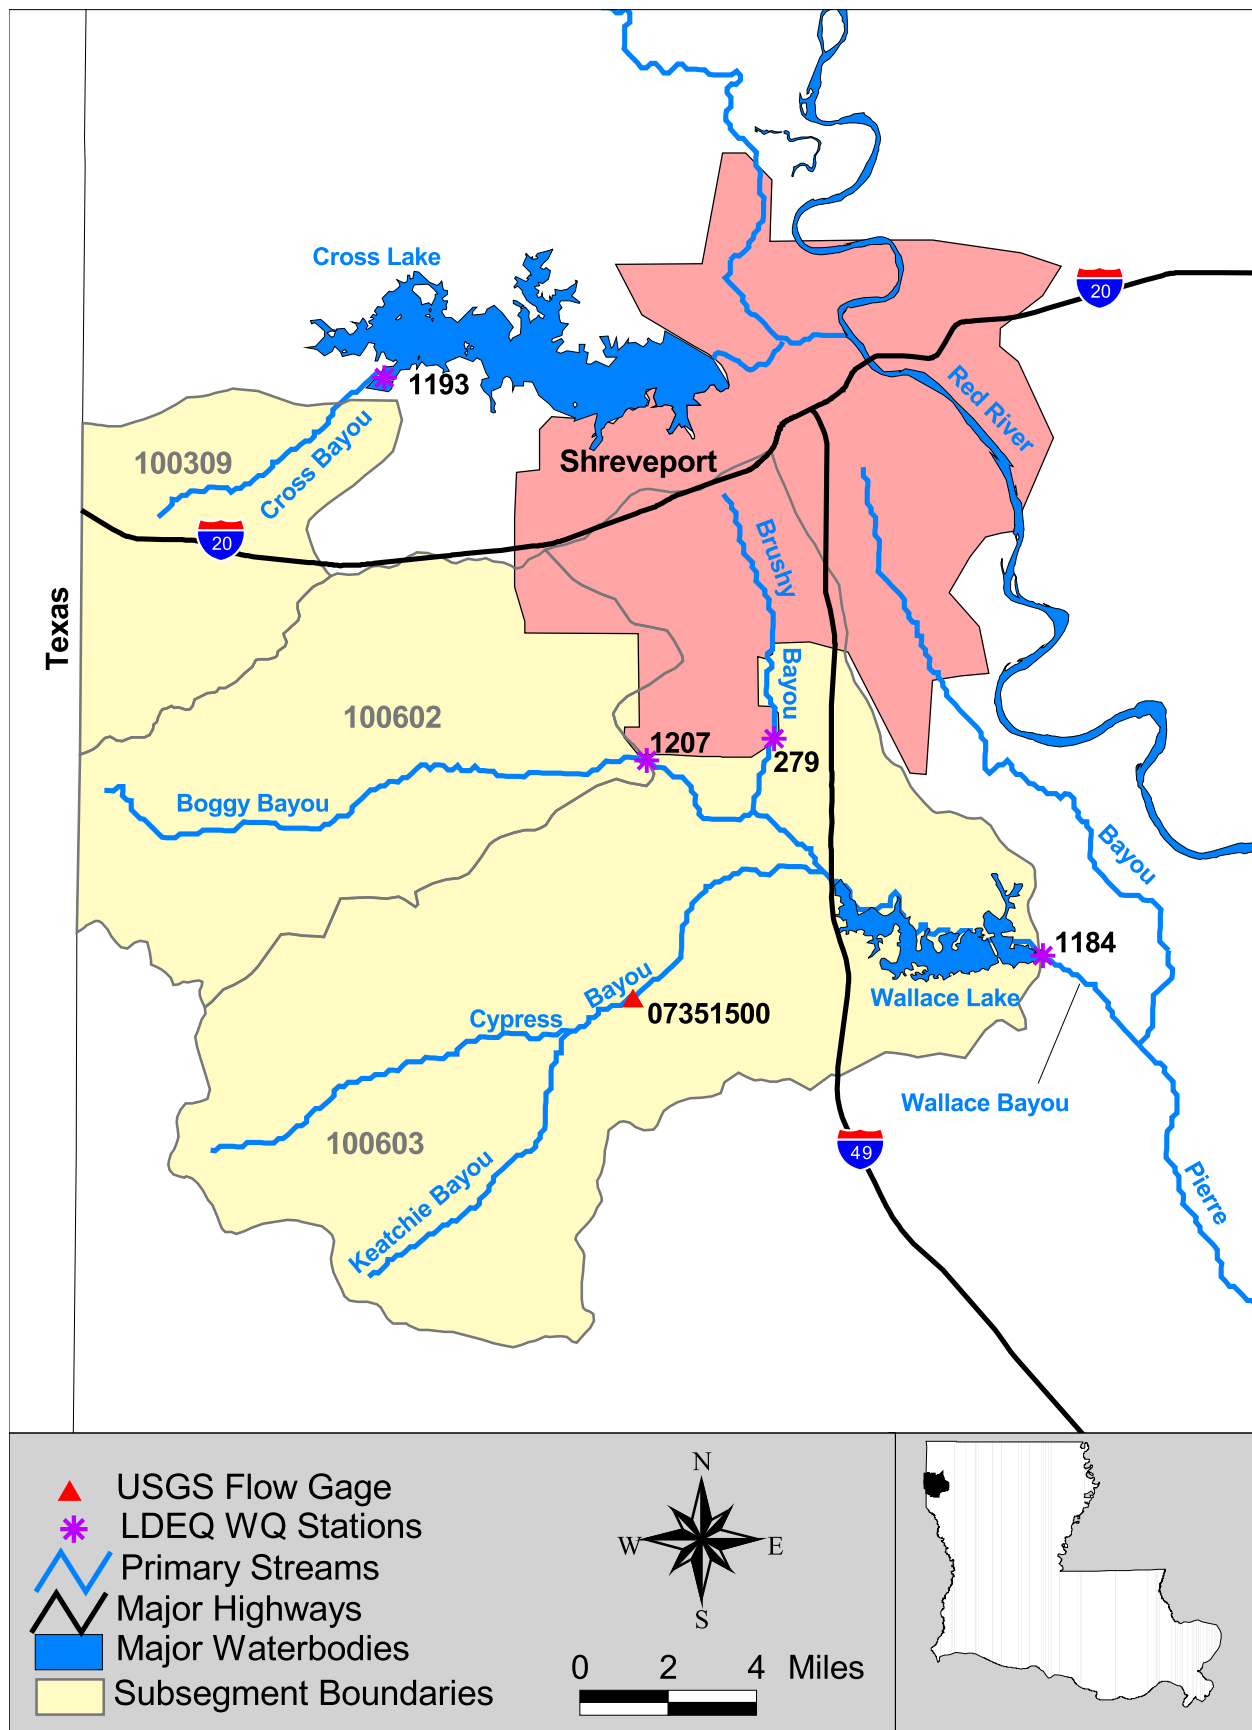 Cross Lake
20
1193
Red River
100309
Cross Bayou
Shreveport
20
Brushy
Texas
Bayou
100602
1207
279
Boggy Bayou
Bayou
1184
Bayou
Wallace Lake
Cypress
07351500
Wallace Bayou
100603
49
Keatchie Bayou
Pierre
USGS Flow Gage
LDEQ WQ Stations
Primary Streams
Major Highways
Major Waterbodies
Subsegment Boundaries
N
W
E
S
0 2 4 Miles